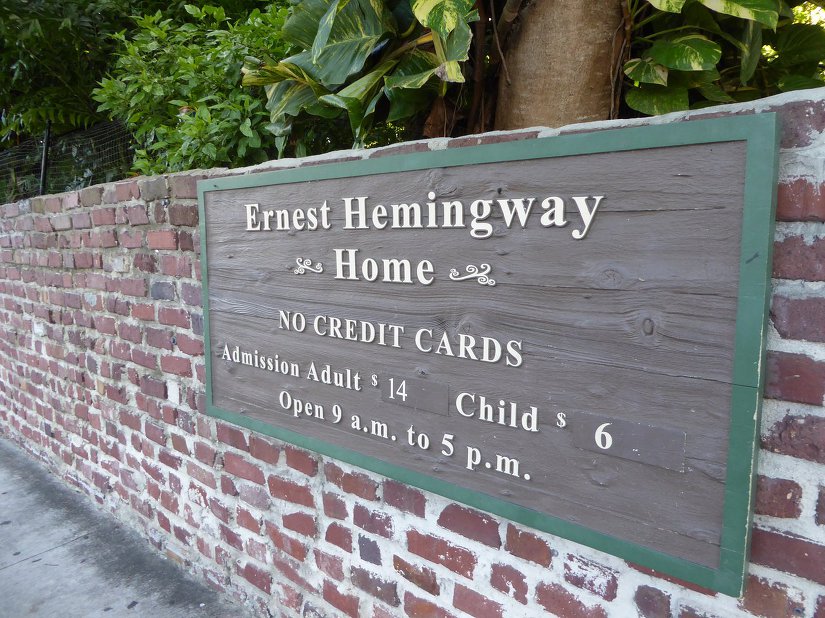 Ernest Hemingway
Home
NO CREDIT CARDS
Admission Adult $ 14 Child $ 6
Open 9 a.m. to 5 p.m.